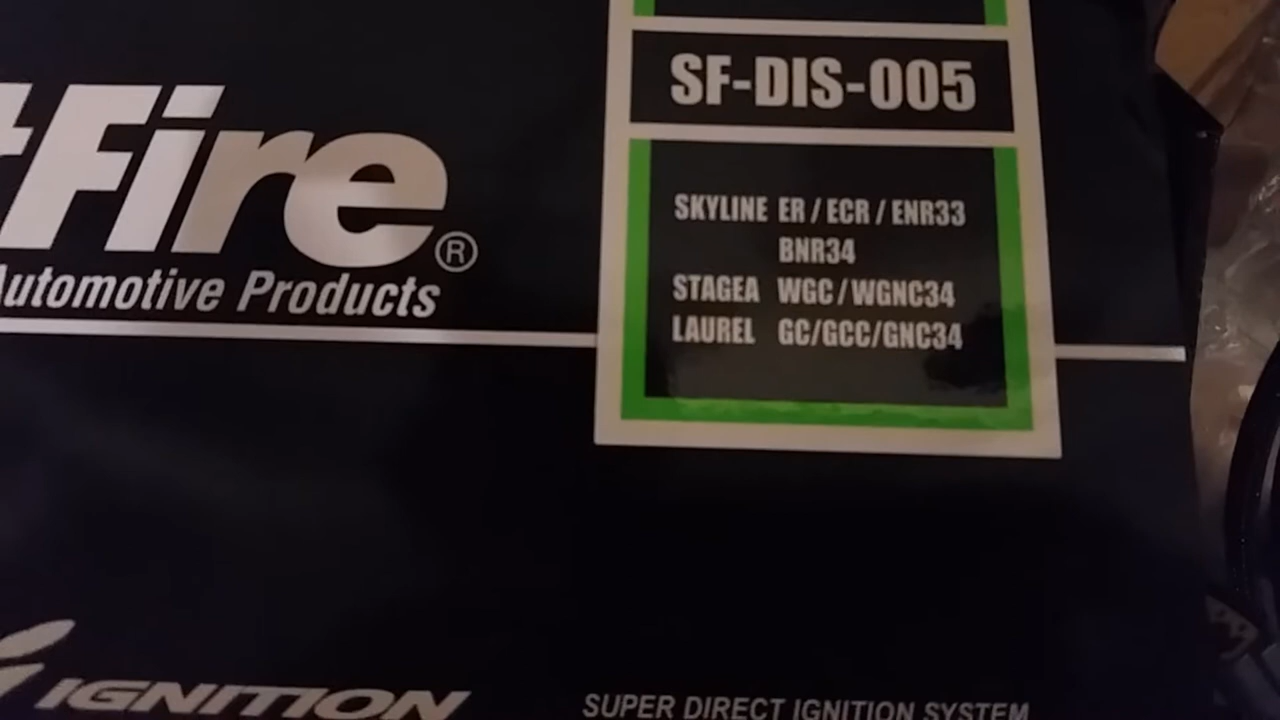 SF-DIS-005
Fire®
Automotive Products
SKYLINE ER / ECR / ENR33
BNR34
STAGEA WGC / WGNC34
LAUREL GC/GCC/GNC34
IGNITION
SUPER DIRECT IGNITION SYSTEM